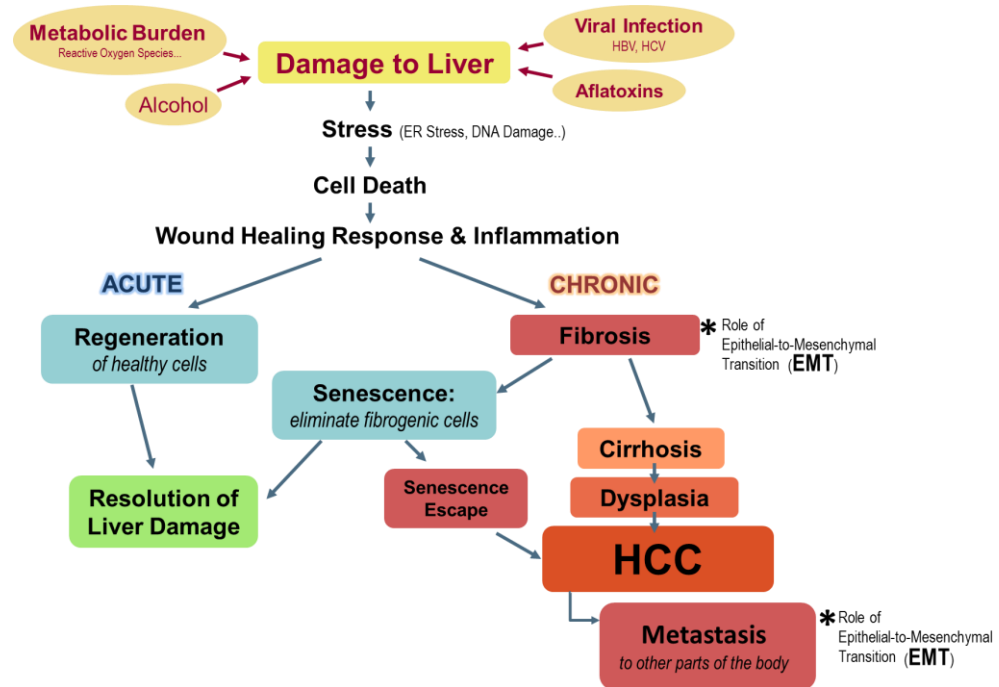 Metabolic Burden
Reactive Oxygen Species...
Viral Infection
HBV, HCV
Damage to Liver
Alcohol
Aflatoxins
Stress (ER Stress, DNA Damage..)
Cell Death
Wound Healing Response & Inflammation
ACUTE
CHRONIC
Regeneration
of healthy cells
Fibrosis
* Role of
Epithelial-to-Mesenchymal
Transition (EMT)
Senescence:
eliminate fibrogenic cells
Cirrhosis
Resolution of
Liver Damage
Senescence
Escape
Dysplasia
HCC
Metastasis
to other parts of the body
* Role of
Epithelial-to-Mesenchymal
Transition (EMT)